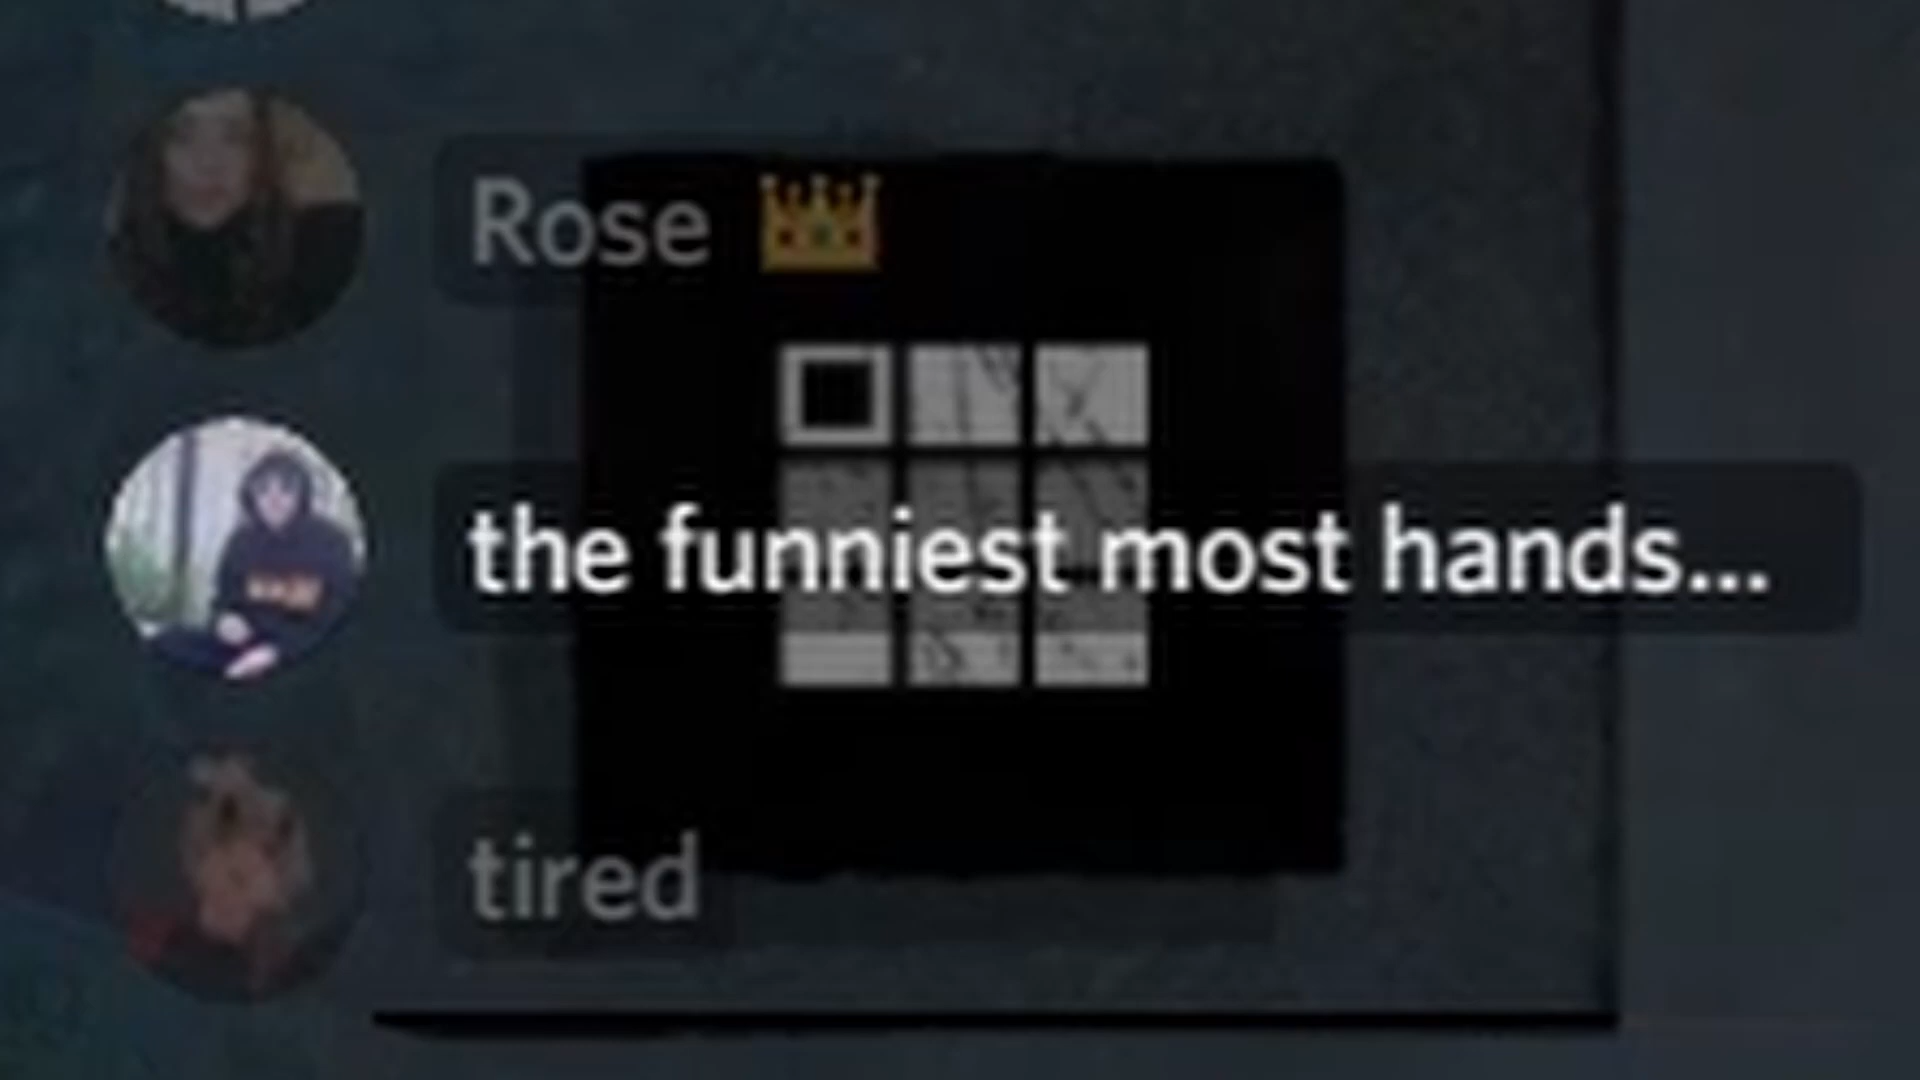 Rose 👑
the funniest most hands...
tired